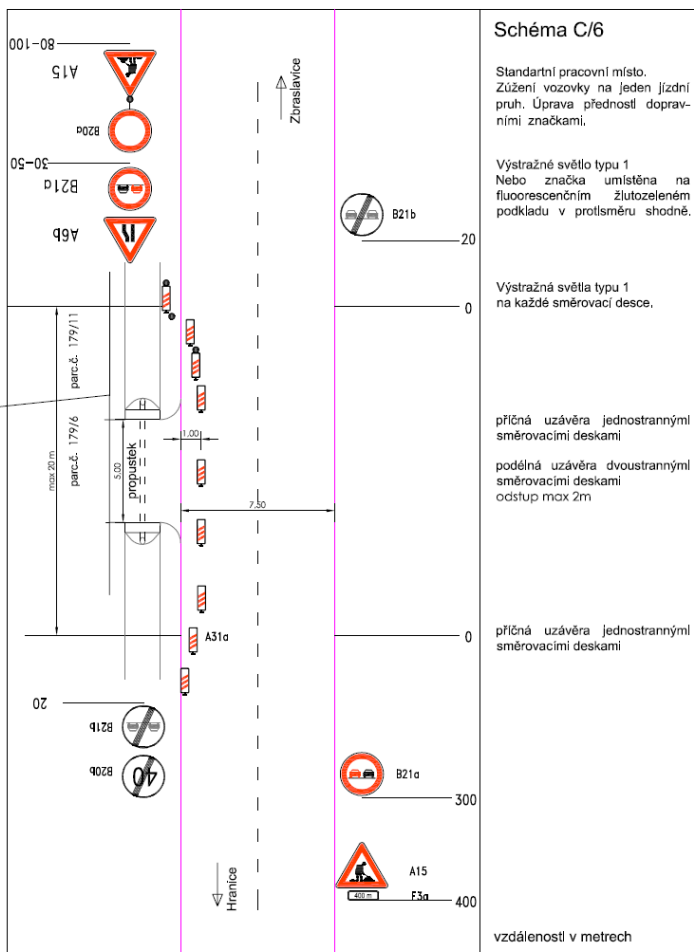 Schéma C/6
Standartní pracovní místo.
Zúžení vozovky na jeden jízdní
pruh. Úprava předností doprav-
ními značkami,
Výstražné světlo typu 1
Nebo značka umístěna na
fluoorescenčním žlutozeleném
podkladu v protisměru shodně.
Výstražná světla typu 1
na každé směrovací desce,
příčná uzávěra jednostrannými
směrovacími deskami
podélná uzávěra dvoustrannými
směrovacími deskami
odstup max 2m
příčná uzávěra jednostrannými
směrovacími deskami
vzdálenosti v metrech
80-100
A15
B20a
30-50
B21a
A6b
Zbraslavice
B21b
20
0
parc.č. 179/11
parc.č. 179/6
max 20 m
5,00
propustek
1,00
7,50
A31a
0
20
B21b
40
B20b
B21a
300
A15
400 m
F3a
400
Hranice